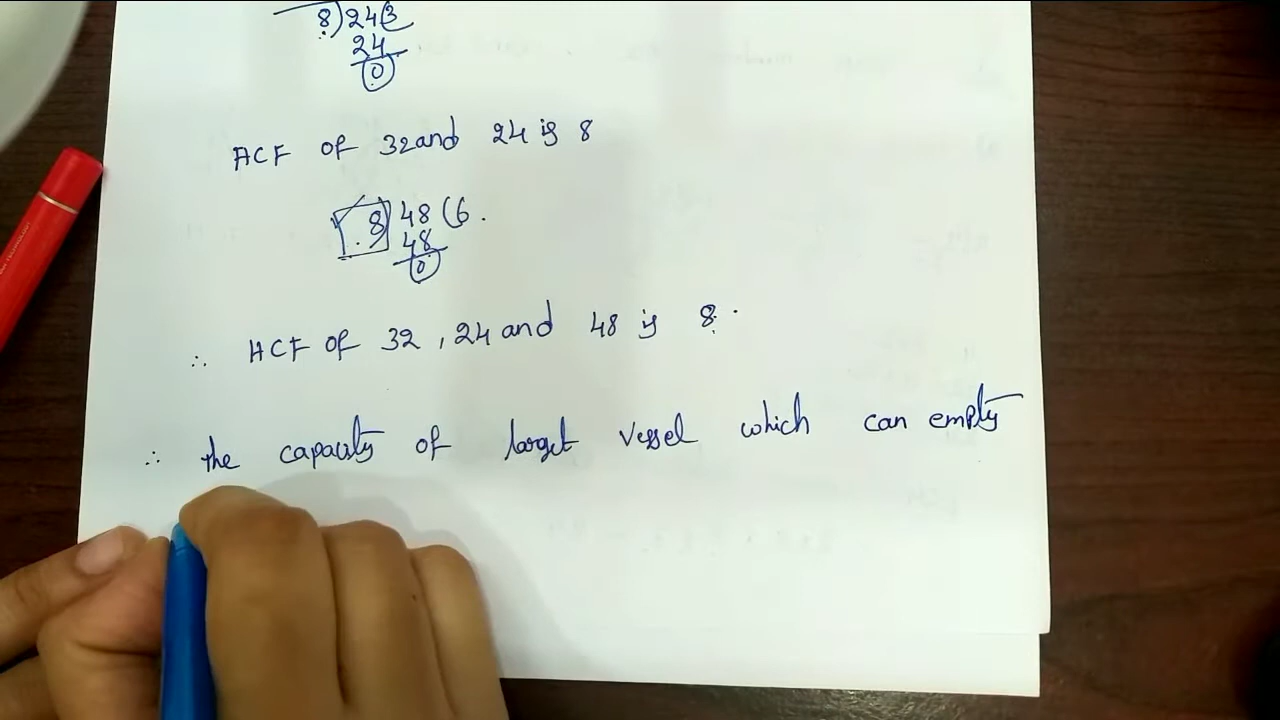 8) 24 (3
24
0
HCF of 32 and 24 is 8
8) 48 (6.
48
0
∴ HCF of 32, 24 and 48 is 8.
∴ the capacity of larget vessel which can empty